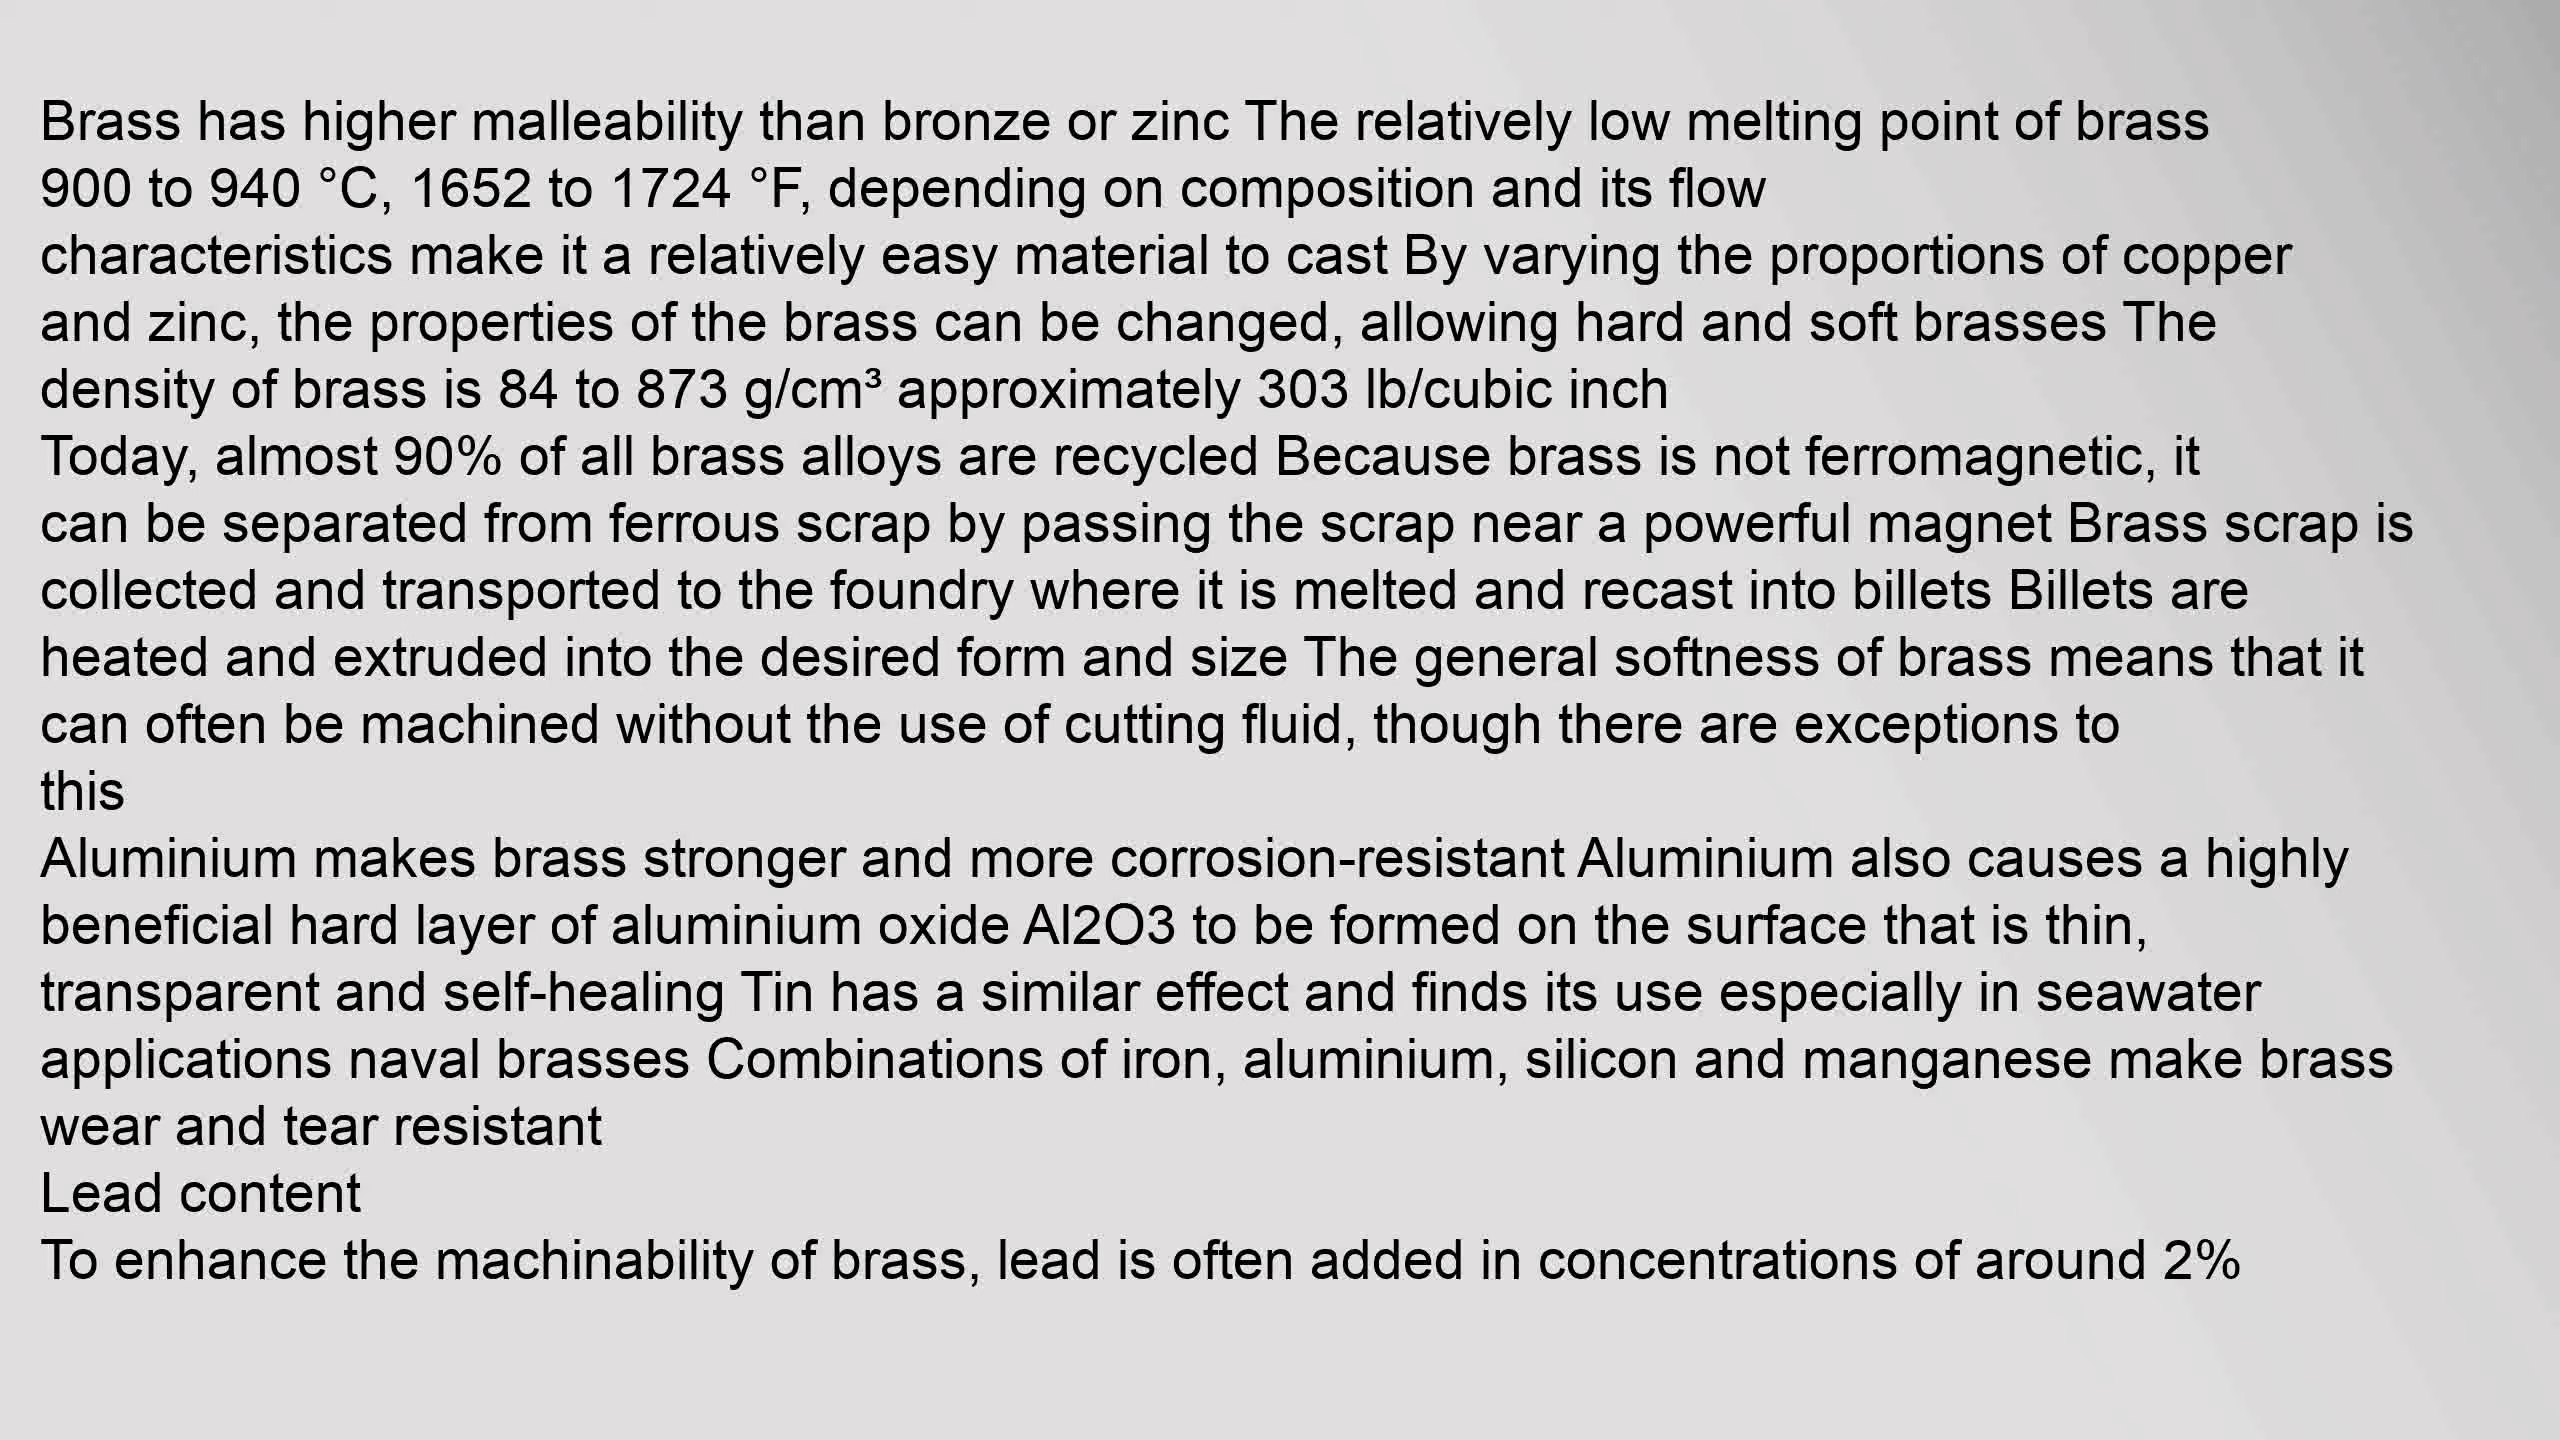 Brass has higher malleability than bronze or zinc The relatively low melting point of brass
900 to 940 °C, 1652 to 1724 °F, depending on composition and its flow
characteristics make it a relatively easy material to cast By varying the proportions of copper
and zinc, the properties of the brass can be changed, allowing hard and soft brasses The
density of brass is 84 to 873 g/cm³ approximately 303 lb/cubic inch
Today, almost 90% of all brass alloys are recycled Because brass is not ferromagnetic, it
can be separated from ferrous scrap by passing the scrap near a powerful magnet Brass scrap is
collected and transported to the foundry where it is melted and recast into billets Billets are
heated and extruded into the desired form and size The general softness of brass means that it
can often be machined without the use of cutting fluid, though there are exceptions to
this
Aluminium makes brass stronger and more corrosion-resistant Aluminium also causes a highly
beneficial hard layer of aluminium oxide Al2O3 to be formed on the surface that is thin,
transparent and self-healing Tin has a similar effect and finds its use especially in seawater
applications naval brasses Combinations of iron, aluminium, silicon and manganese make brass
wear and tear resistant
Lead content
To enhance the machinability of brass, lead is often added in concentrations of around 2%